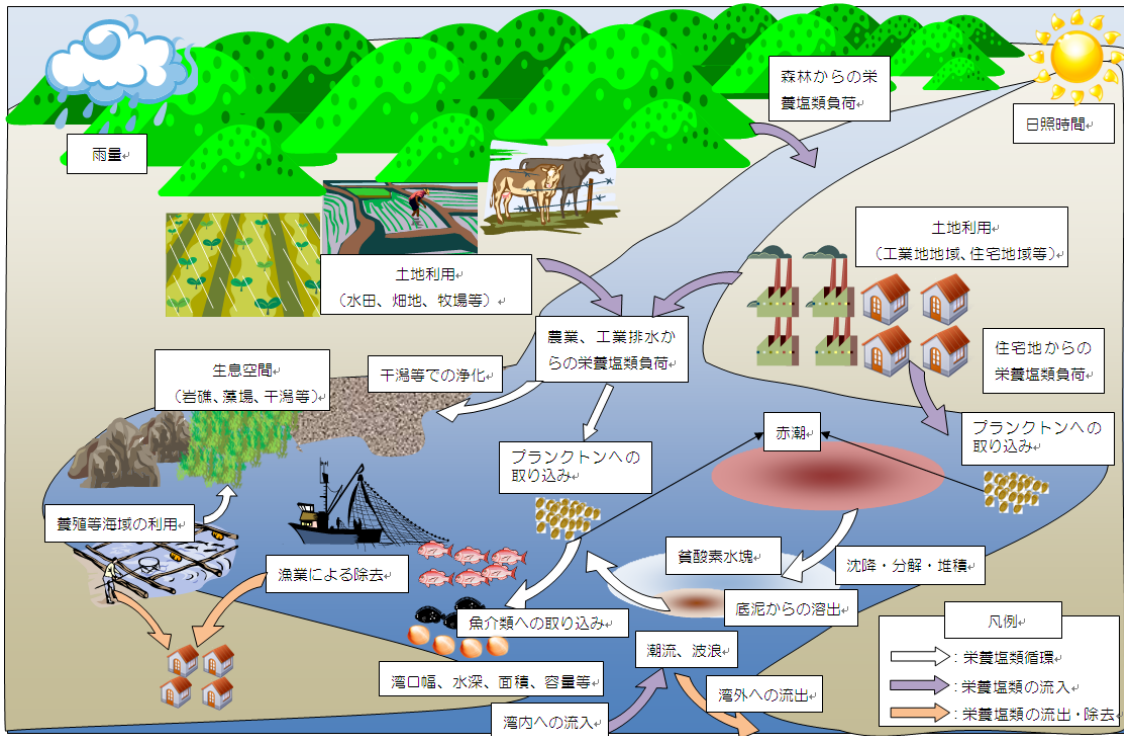 森林からの栄
養塩類負荷
日照時間
雨量
土地利用
（工業地地域、住宅地域等）
土地利用
（水田、畑地、牧場等）
農業、工業排水か
らの栄養塩類負荷
住宅地からの
栄養塩類負荷
生息空間
（岩礁、藻場、干潟等）
干潟等での浄化
赤潮
プランクトンへの
取り込み
プランクトンへの
取り込み
養殖等海域の利用
貧酸素水塊
沈降・分解・堆積
漁業による除去
底泥からの溶出
魚介類への取り込み
凡例
：栄養塩類循環
：栄養塩類の流入
：栄養塩類の流出・除去
潮流、波浪
湾口幅、水深、面積、容量等
湾外への流出
湾内への流入